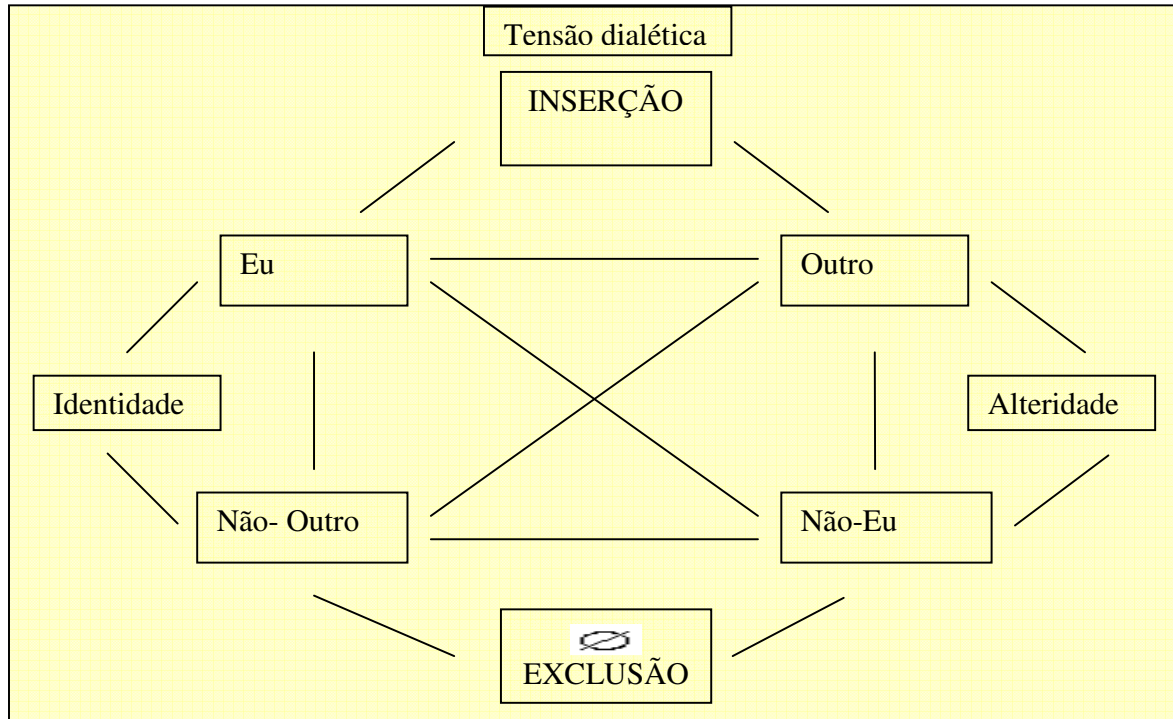 Tensão dialética
INSERÇÃO
Eu
Outro
Identidade
Alteridade
Não- Outro
Não-Eu
∅
EXCLUSÃO